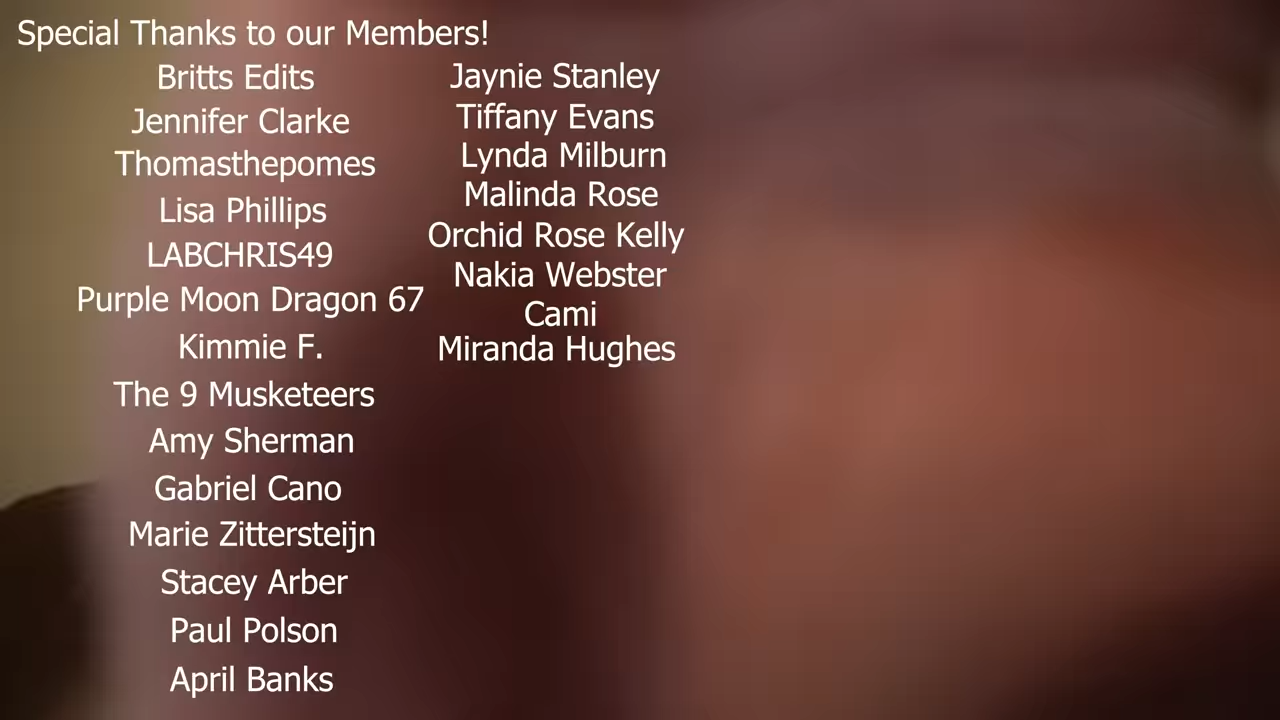 Special Thanks to our Members!
Britts Edits
Jennifer Clarke
Thomasthepomes
Lisa Phillips
LABCHRIS49
Purple Moon Dragon 67
Kimmie F.
The 9 Musketeers
Amy Sherman
Gabriel Cano
Marie Zittersteijn
Stacey Arber
Paul Polson
April Banks
Jaynie Stanley
Tiffany Evans
Lynda Milburn
Malinda Rose
Orchid Rose Kelly
Nakia Webster
Cami
Miranda Hughes